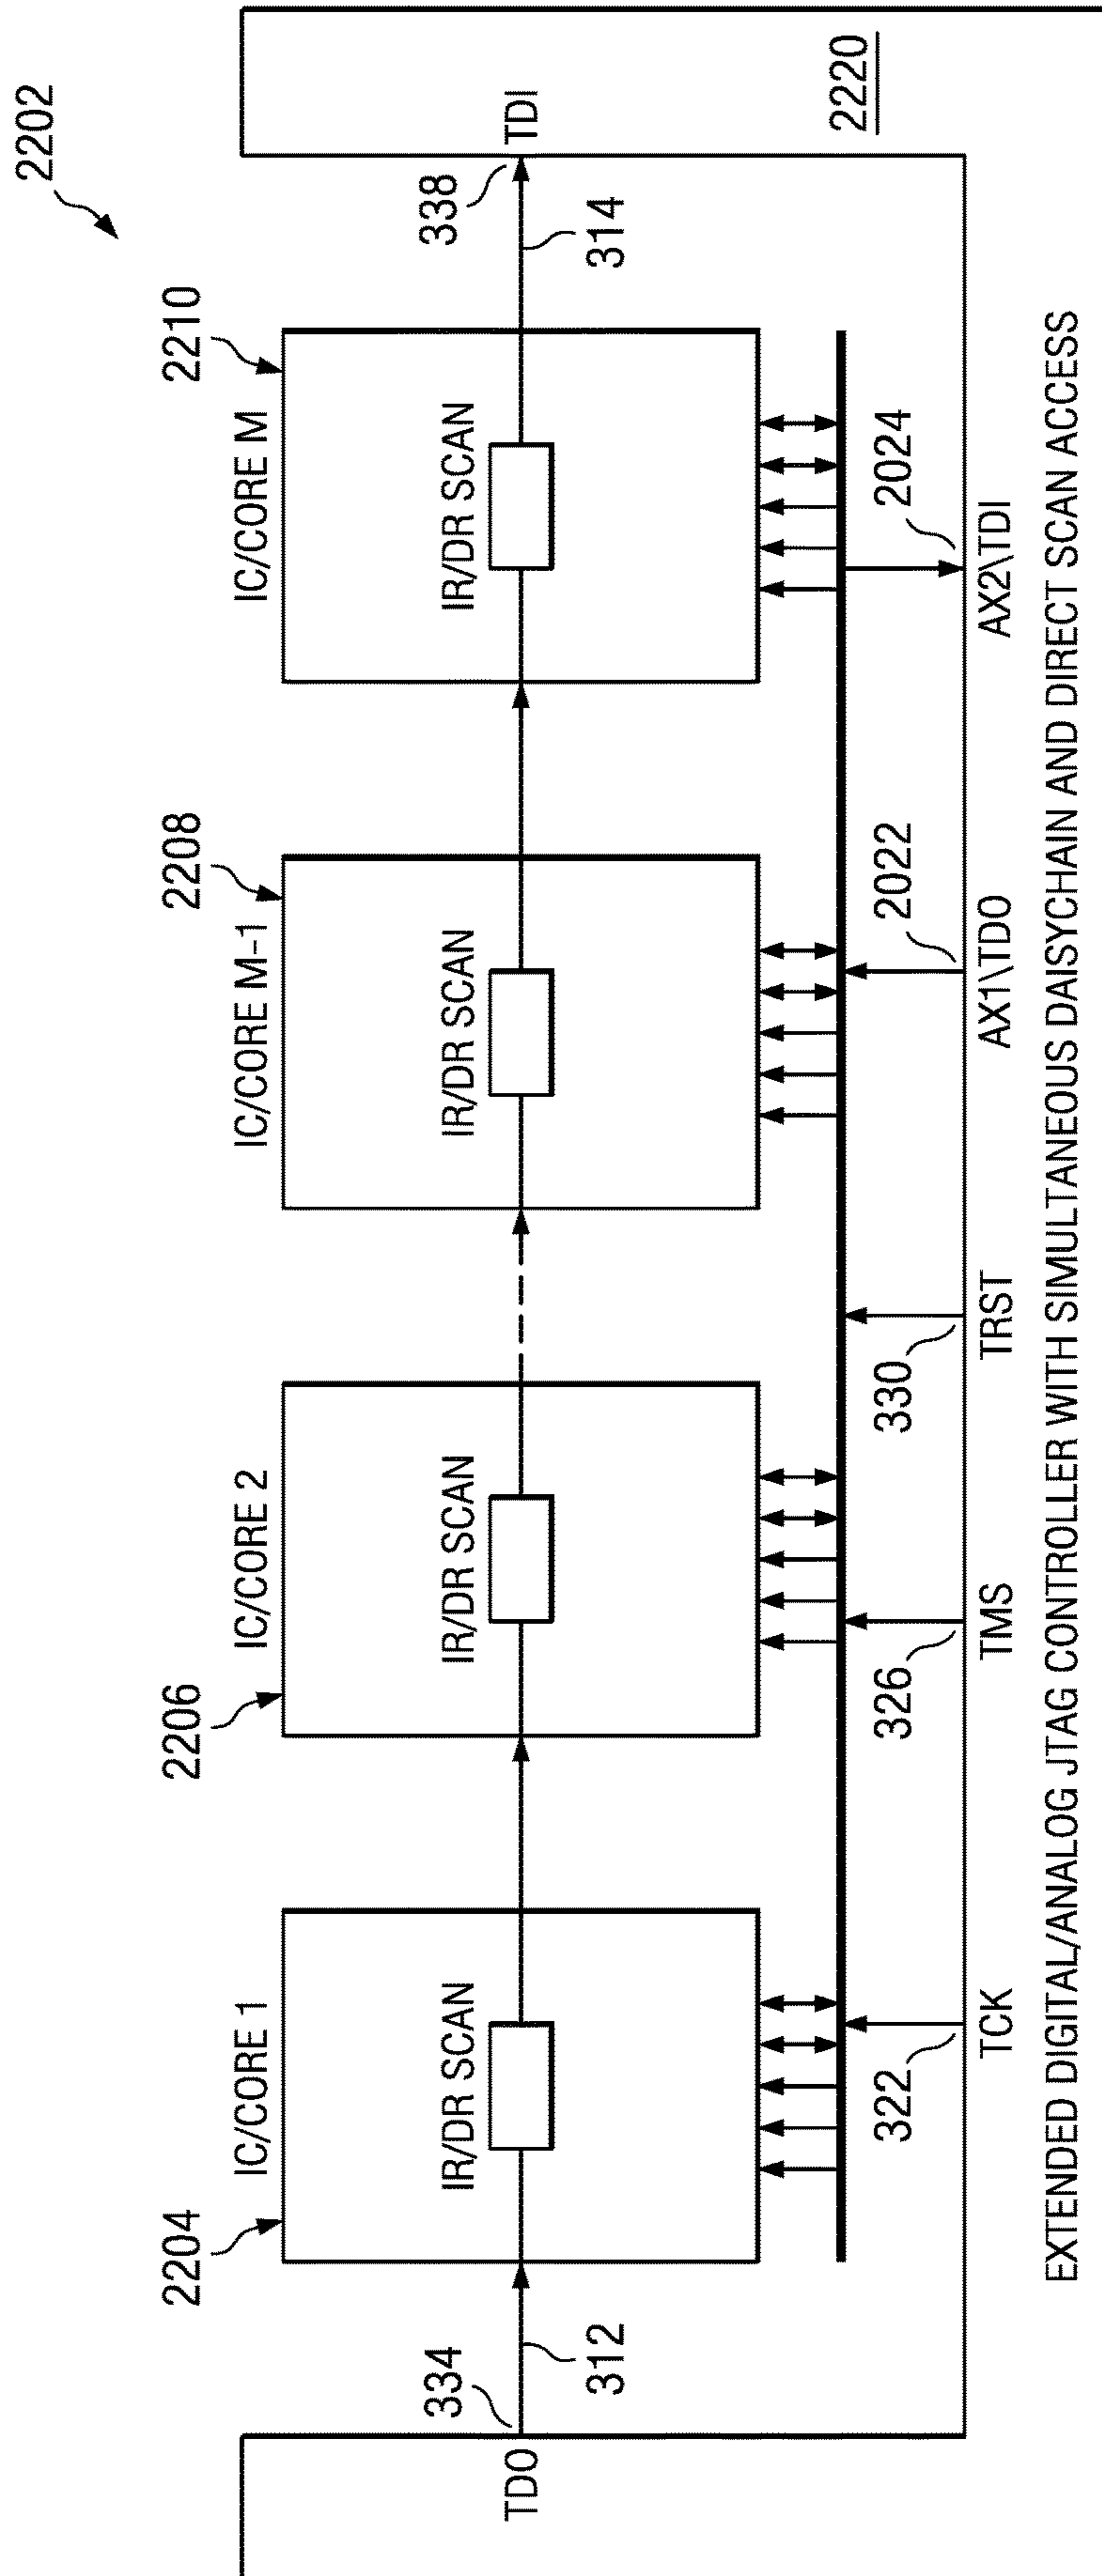 2202
2204
IC/CORE 1
2206
IC/CORE 2
IC/CORE M-1
2208
IC/CORE M
2210
IR/DR SCAN
IR/DR SCAN
IR/DR SCAN
IR/DR SCAN
TDO
334
312
338
314
TDI
322
326
330
2022
2024
2220
TCK
TMS
TRST
AX1\TDO
AX2\TDI
EXTENDED DIGITAL/ANALOG JTAG CONTROLLER WITH SIMULTANEOUS DAISYCHAIN AND DIRECT SCAN ACCESS